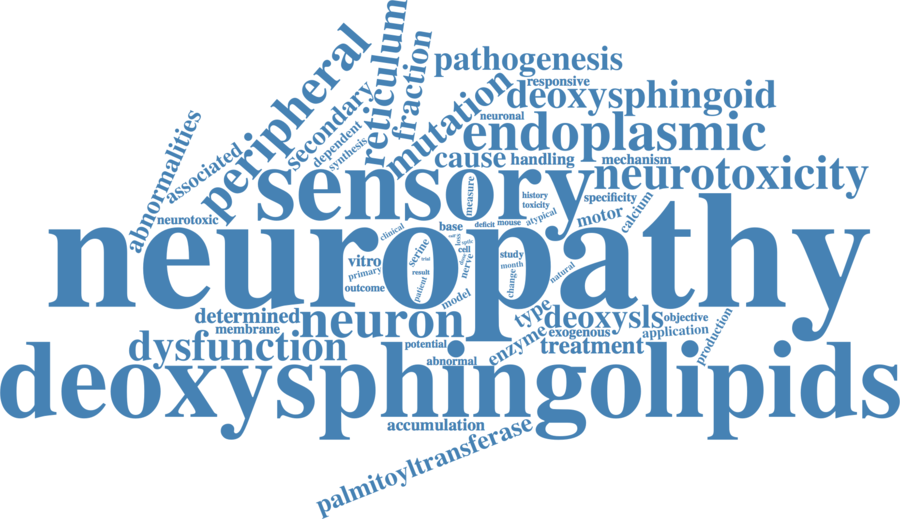 reticulum
fraction
peripheral
secondary
pathogenesis
responsive
deoxysphingoid
mutation
neuronal
endoplasmic
dependent
synthesis
abnormalities
associated
cause
handling
mechanism
neurotoxicity
sensory
measure
history
toxicity
specificity
calcium
motor
atypical
neurotoxic
base
deficit
mouse
clinical
neuropathy
serine
cell
nerve
study
month
change
natural
vitro
primary
outcome
trial
result
patient
model
type
determined
membrane
neuron
deoxysls
objective
exogenous
application
production
dysfunction
potential
abnormal
enzyme
treatment
deoxysphingolipids
accumulation
palmitoyltransferase